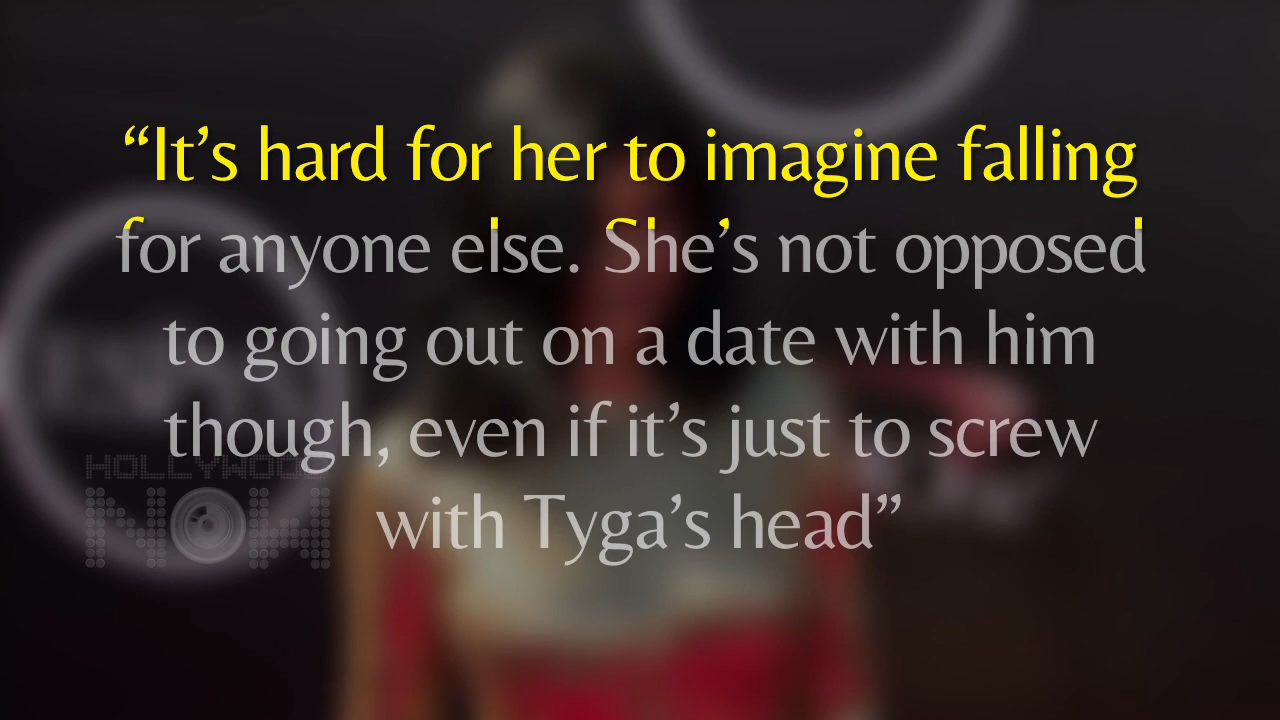 “It’s hard for her to imagine falling
for anyone else. She’s not opposed
to going out on a date with him
though, even if it’s just to screw
with Tyga’s head”
HOLLYWOOD
NOW